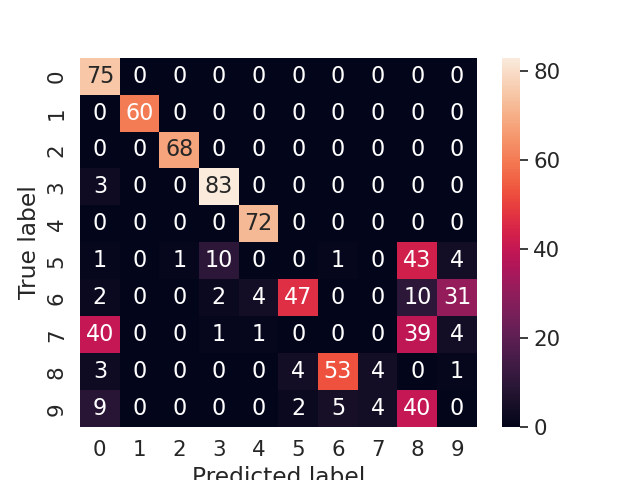 0 75 0 0 0 0 0 0 0 0 0
1 0 60 0 0 0 0 0 0 0 0
2 0 0 68 0 0 0 0 0 0 0
3 3 0 0 83 0 0 0 0 0 0
4 0 0 0 0 72 0 0 0 0 0
5 1 0 1 10 0 0 1 0 43 4
6 2 0 0 2 4 47 0 0 10 31
7 40 0 0 1 1 0 0 0 39 4
8 3 0 0 0 0 4 53 4 0 1
9 9 0 0 0 0 2 5 4 40 0
0 1 2 3 4 5 6 7 8 9
True label
Predicted label
80
60
40
20
0